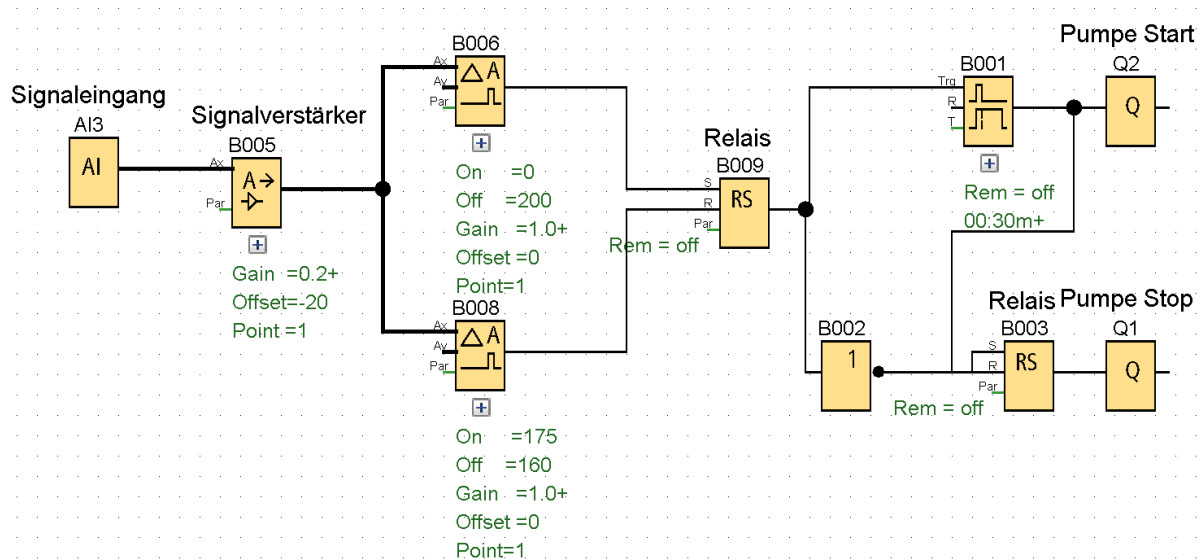 Signaleingang
AI3
AI
Signalverstärker
B005
Ax
A→
Par
Gain =0.2+
Offset=-20
Point =1
B006
Ax
Ay
Par
△ A
On =0
Off =200
Gain =1.0+
Offset =0
Point=1
B008
Ax
Ay
Par
△ A
On =175
Off =160
Gain =1.0+
Offset =0
Point=1
Relais
B009
S
R
Par
RS
Rem = off
B001
Trg
R
T
Rem = off
00:30m+
Pumpe Start
Q2
Q
B002
1
Relais
B003
S
R
Par
RS
Rem = off
Pumpe Stop
Q1
Q